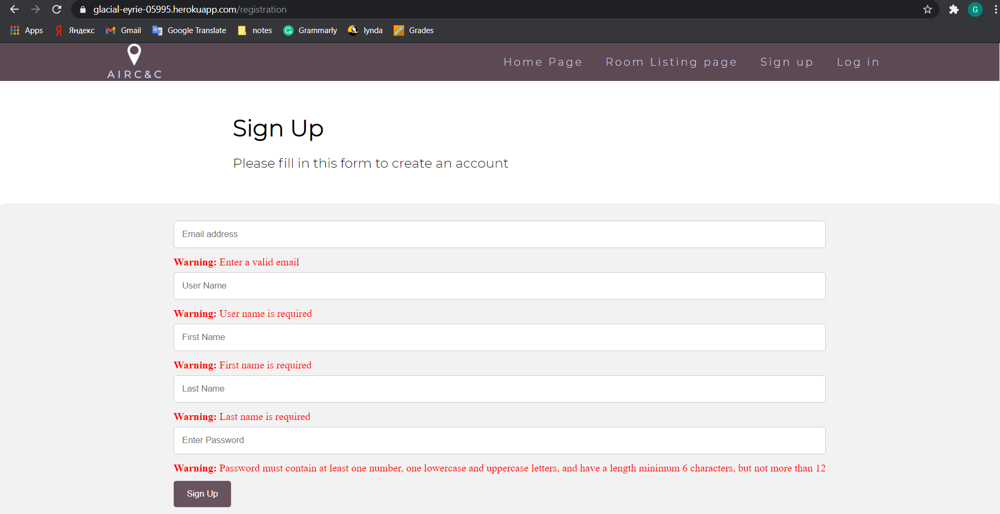 glacial-eyrie-05995.herokuapp.com/registration
G
Apps Яндекс Gmail Google Translate notes Grammarly lynda Grades
AIRC&C
Home Page Room Listing page Sign up Log in
Sign Up
Please fill in this form to create an account
Email address
Warning: Enter a valid email
User Name
Warning: User name is required
First Name
Warning: First name is required
Last Name
Warning: Last name is required
Enter Password
Warning: Password must contain at least one number, one lowercase and uppercase letters, and have a length minimum 6 characters, but not more than 12
Sign Up